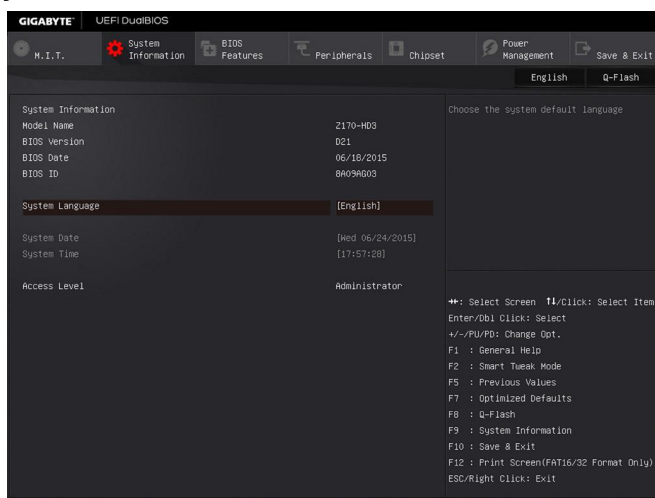 GIGABYTE™ UEFI DualBIOS
M.I.T. System Information BIOS Features Peripherals Chipset Power Management Save & Exit
English Q-Flash
System Information
Model Name Z170-HD3
BIOS Version D21
BIOS Date 06/18/2015
BIOS ID 8A09AG03
System Language [English]
System Date [Wed 06/24/2015]
System Time [17:57:28]
Access Level Administrator
Choose the system default language
→←: Select Screen ↑↓/Click: Select Item
Enter/Dbl Click: Select
+/-/PU/PD: Change Opt.
F1 : General Help
F2 : Smart Tweak Mode
F5 : Previous Values
F7 : Optimized Defaults
F8 : Q-Flash
F9 : System Information
F10 : Save & Exit
F12 : Print Screen(FAT16/32 Format Only)
ESC/Right Click: Exit